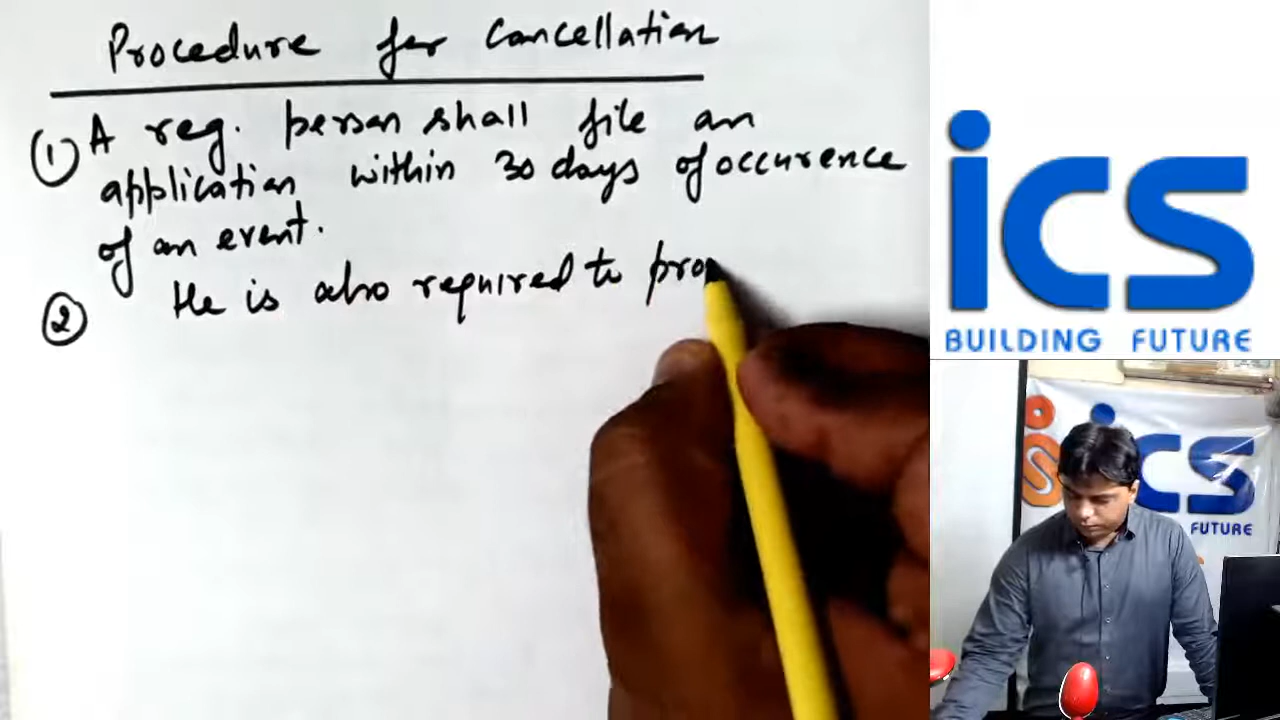 Procedure for Cancellation
① A reg. person shall file an
application within 30 days of occurence
of an event.
② He is also required to pro
ics
BUILDING FUTURE
ics
FUTURE